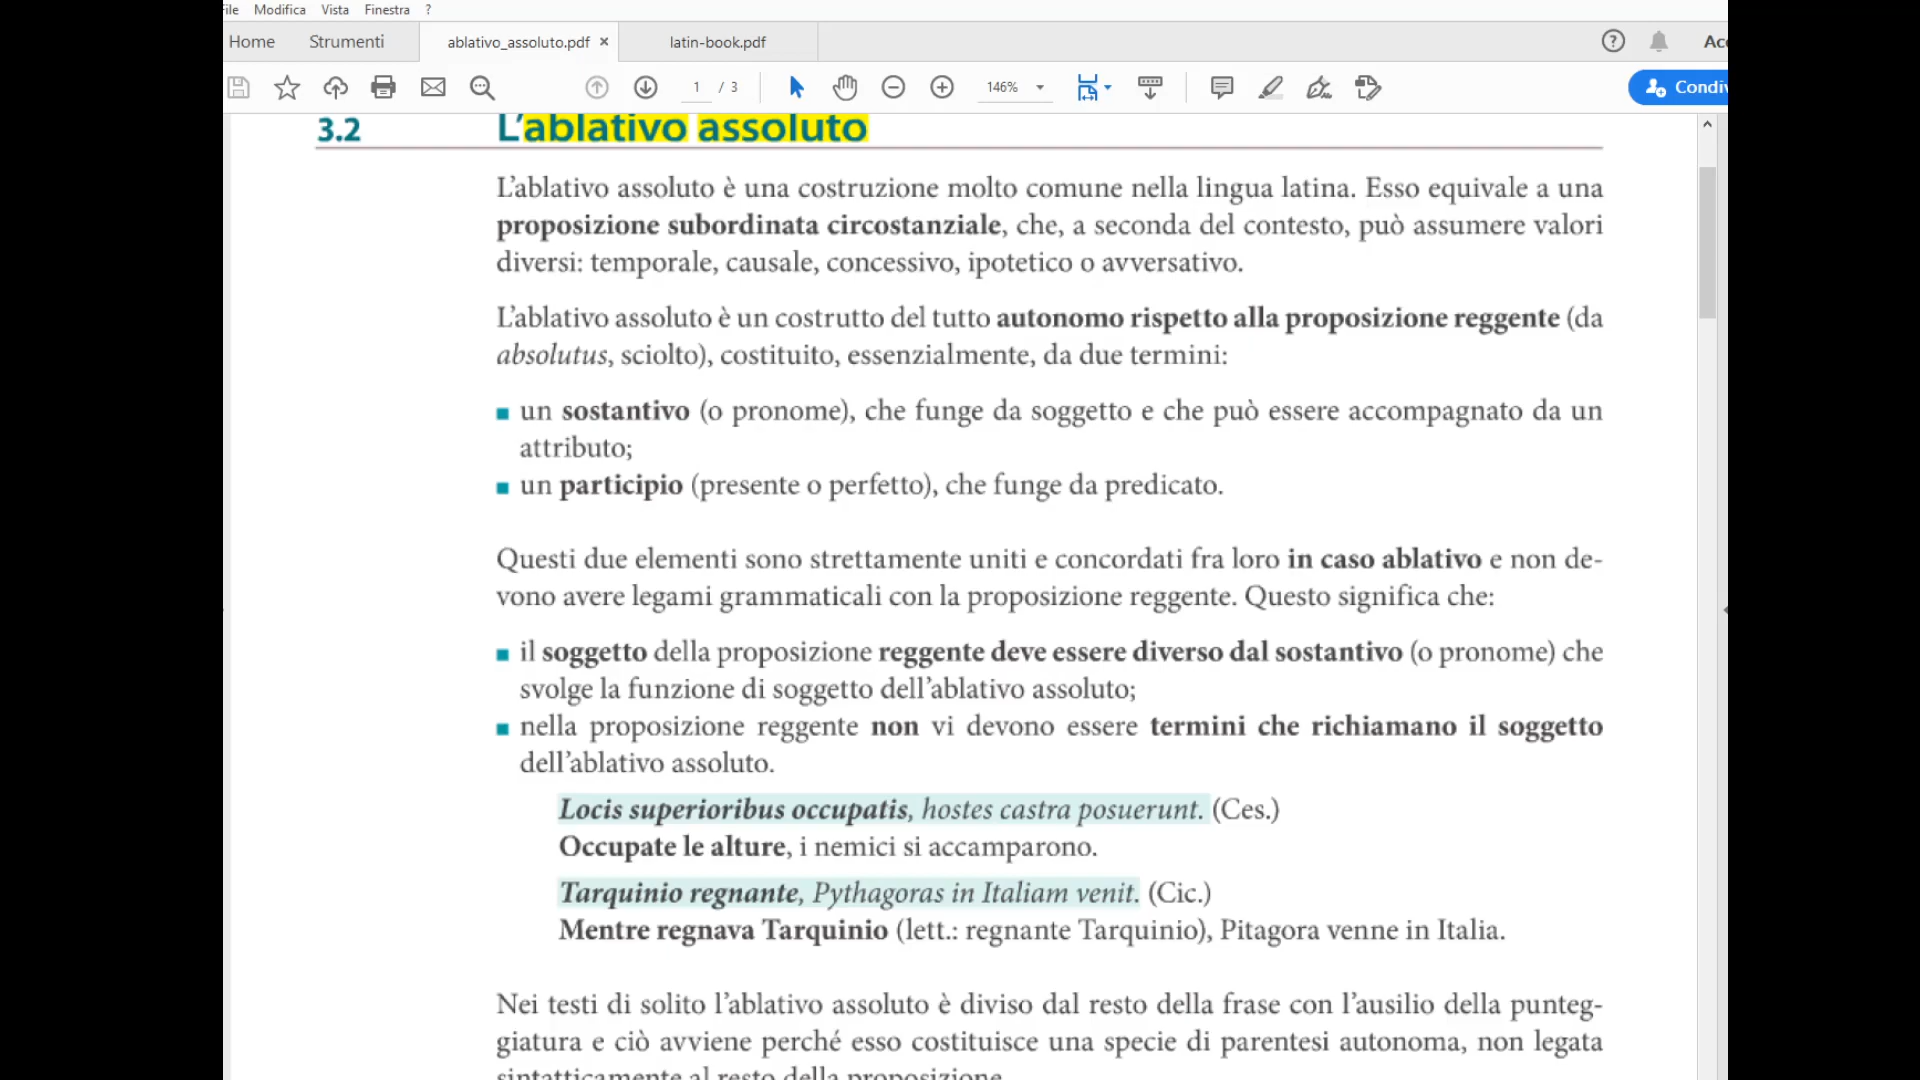 File Modifica Vista Finestra ?
Home Strumenti ablativo_assoluto.pdf × latin-book.pdf
1 / 3 146%
3.2 L'ablativo assoluto
L'ablativo assoluto è una costruzione molto comune nella lingua latina. Esso equivale a una
proposizione subordinata circostanziale, che, a seconda del contesto, può assumere valori
diversi: temporale, causale, concessivo, ipotetico o avversativo.
L'ablativo assoluto è un costrutto del tutto autonomo rispetto alla proposizione reggente (da
absolutus, sciolto), costituito, essenzialmente, da due termini:
un sostantivo (o pronome), che funge da soggetto e che può essere accompagnato da un
attributo;
un participio (presente o perfetto), che funge da predicato.
Questi due elementi sono strettamente uniti e concordati fra loro in caso ablativo e non de-
vono avere legami grammaticali con la proposizione reggente. Questo significa che:
il soggetto della proposizione reggente deve essere diverso dal sostantivo (o pronome) che
svolge la funzione di soggetto dell'ablativo assoluto;
nella proposizione reggente non vi devono essere termini che richiamano il soggetto
dell'ablativo assoluto.
Locis superioribus occupatis, hostes castra posuerunt. (Ces.)
Occupate le alture, i nemici si accamparono.
Tarquinio regnante, Pythagoras in Italiam venit. (Cic.)
Mentre regnava Tarquinio (lett.: regnante Tarquinio), Pitagora venne in Italia.
Nei testi di solito l'ablativo assoluto è diviso dal resto della frase con l'ausilio della punteg-
giatura e ciò avviene perché esso costituisce una specie di parentesi autonoma, non legata
sintatticamente al resto della proposizione.